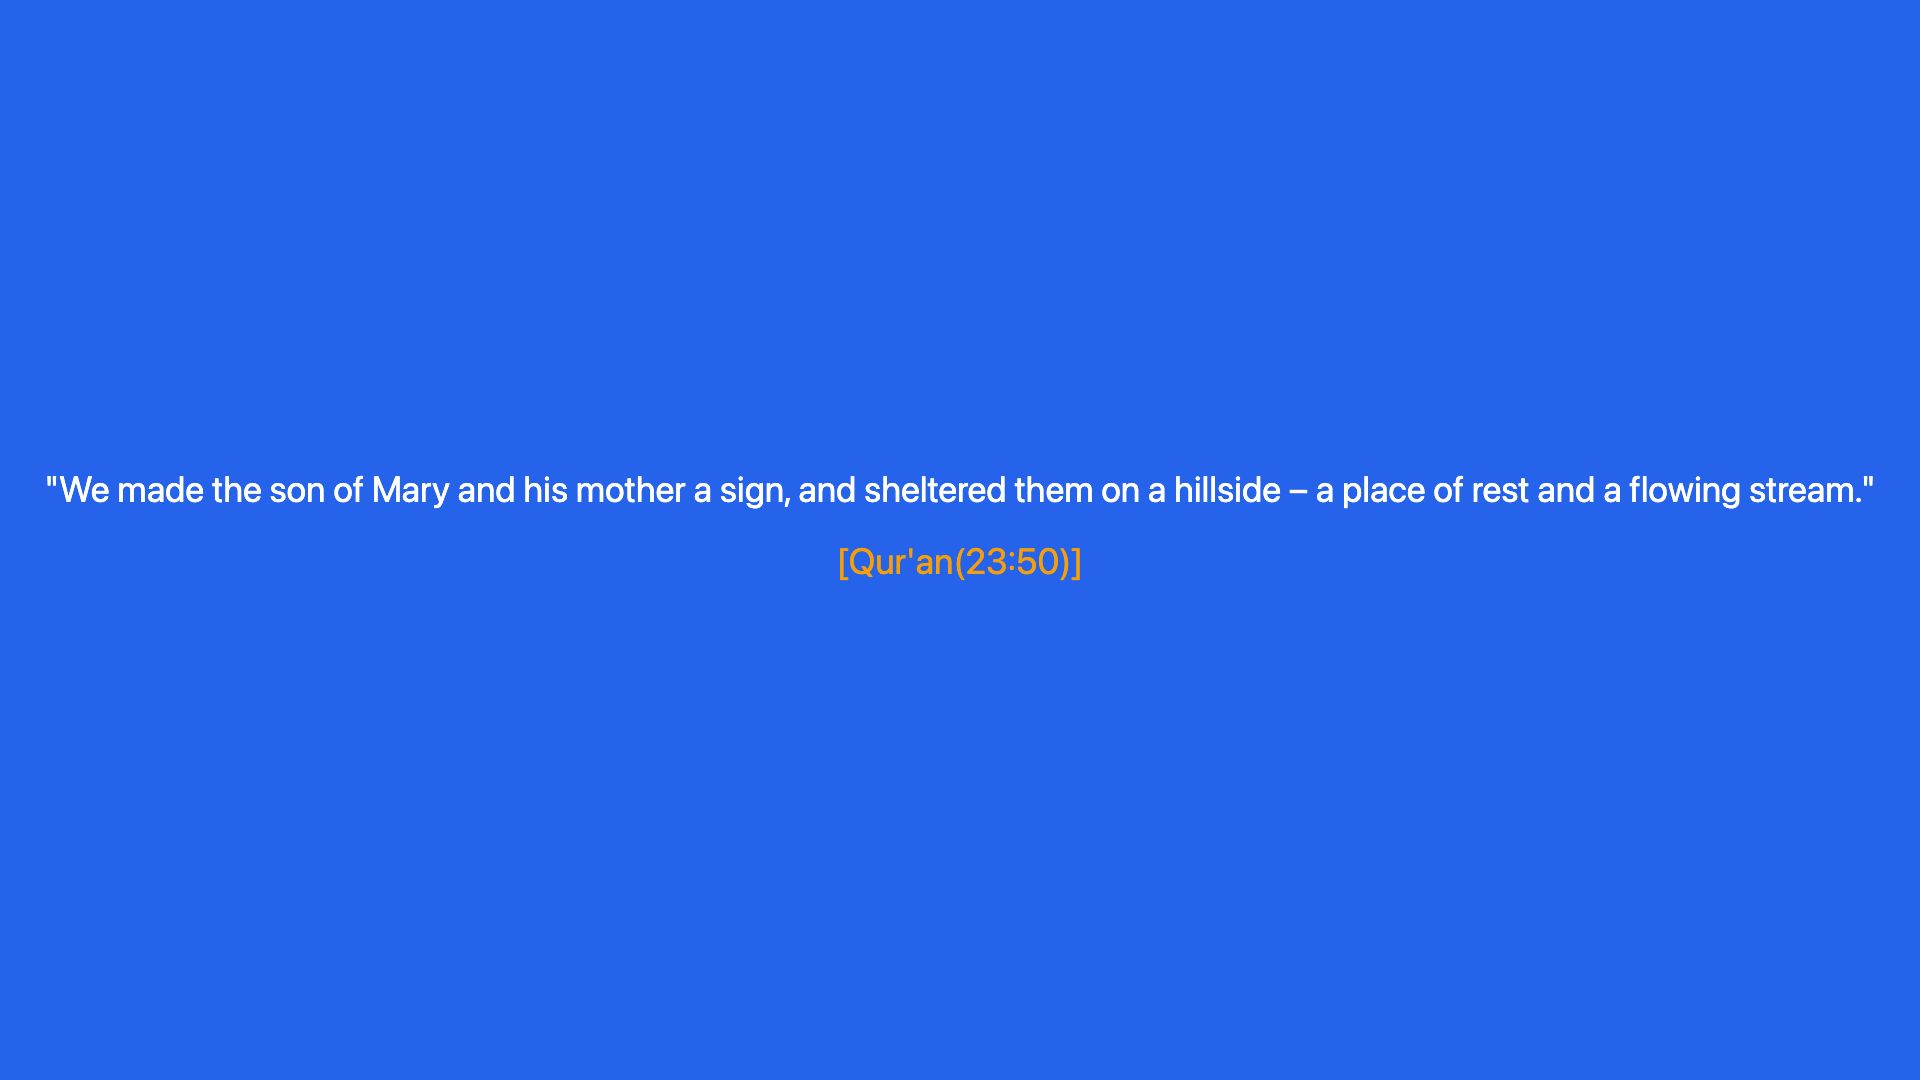 "We made the son of Mary and his mother a sign, and sheltered them on a hillside – a place of rest and a flowing stream."
[Qur'an(23:50)]